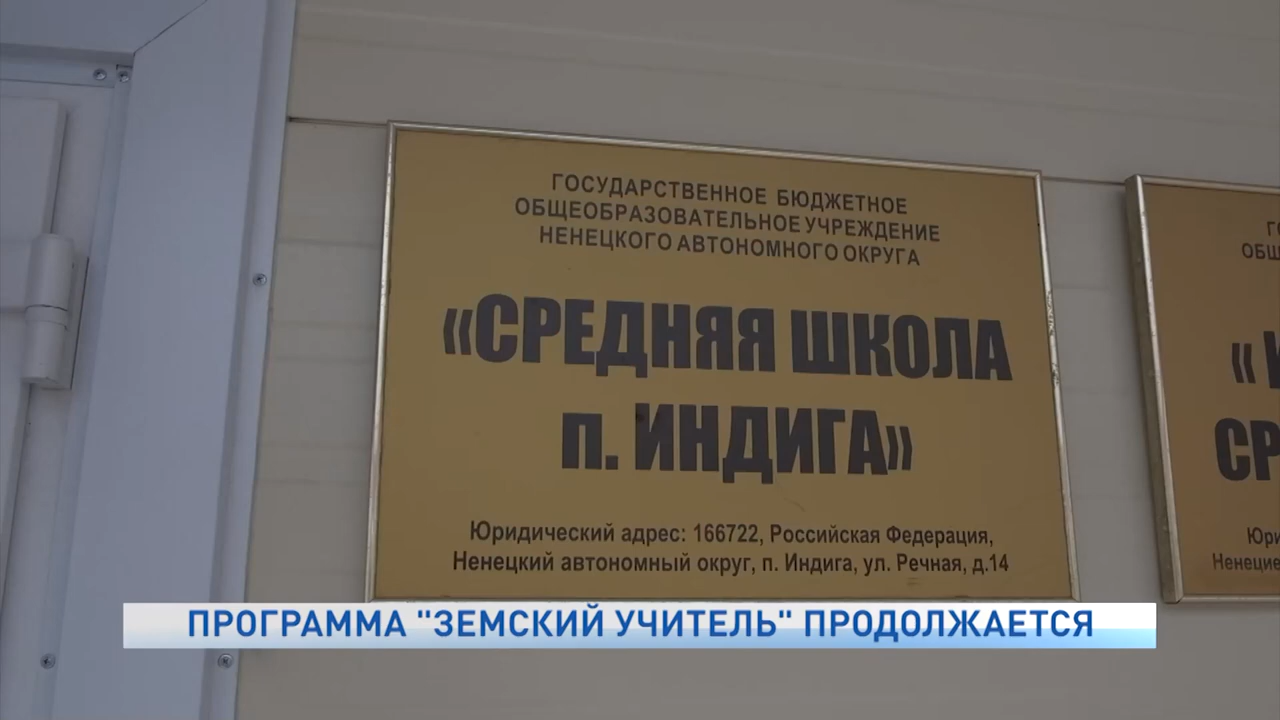 ГОСУДАРСТВЕННОЕ БЮДЖЕТНОЕ
ОБЩЕОБРАЗОВАТЕЛЬНОЕ УЧРЕЖДЕНИЕ
НЕНЕЦКОГО АВТОНОМНОГО ОКРУГА
«СРЕДНЯЯ ШКОЛА
п. ИНДИГА»
Юридический адрес: 166722, Российская Федерация,
Ненецкий автономный округ, п. Индига, ул. Речная, д.14
ПРОГРАММА "ЗЕМСКИЙ УЧИТЕЛЬ" ПРОДОЛЖАЕТСЯ